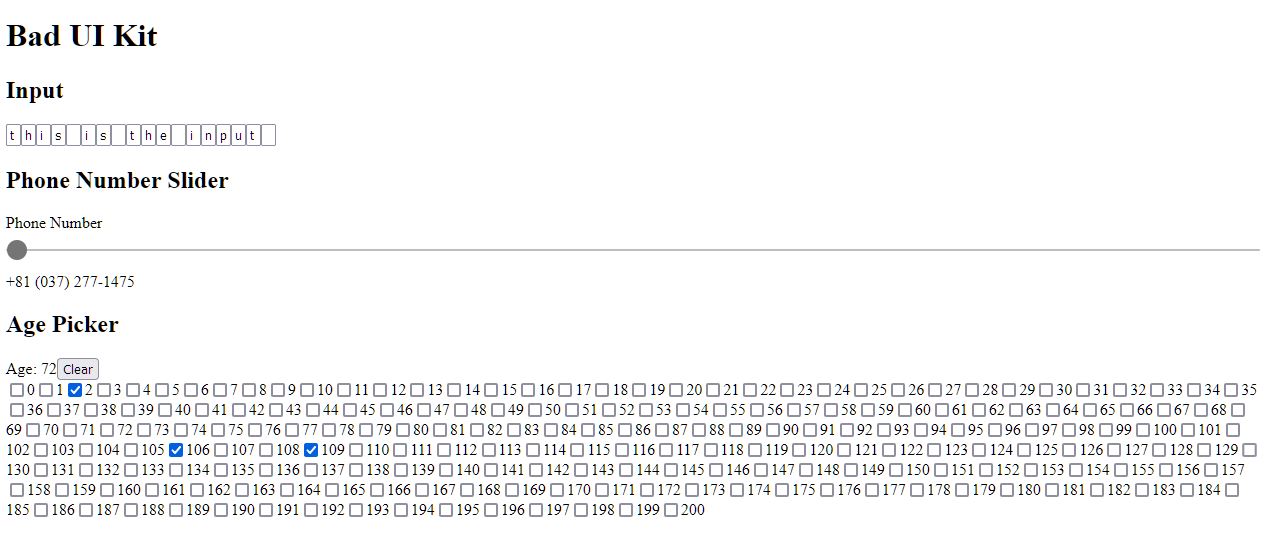 Bad UI Kit
Input
this is the input
Phone Number Slider
Phone Number
+81 (037) 277-1475
Age Picker
Age: 72 Clear
0 1 2 3 4 5 6 7 8 9 10 11 12 13 14 15 16 17 18 19 20 21 22 23 24 25 26 27 28 29 30 31 32 33 34 35
36 37 38 39 40 41 42 43 44 45 46 47 48 49 50 51 52 53 54 55 56 57 58 59 60 61 62 63 64 65 66 67 68
69 70 71 72 73 74 75 76 77 78 79 80 81 82 83 84 85 86 87 88 89 90 91 92 93 94 95 96 97 98 99 100 101
102 103 104 105 106 107 108 109 110 111 112 113 114 115 116 117 118 119 120 121 122 123 124 125 126 127 128 129
130 131 132 133 134 135 136 137 138 139 140 141 142 143 144 145 146 147 148 149 150 151 152 153 154 155 156 157
158 159 160 161 162 163 164 165 166 167 168 169 170 171 172 173 174 175 176 177 178 179 180 181 182 183 184
185 186 187 188 189 190 191 192 193 194 195 196 197 198 199 200